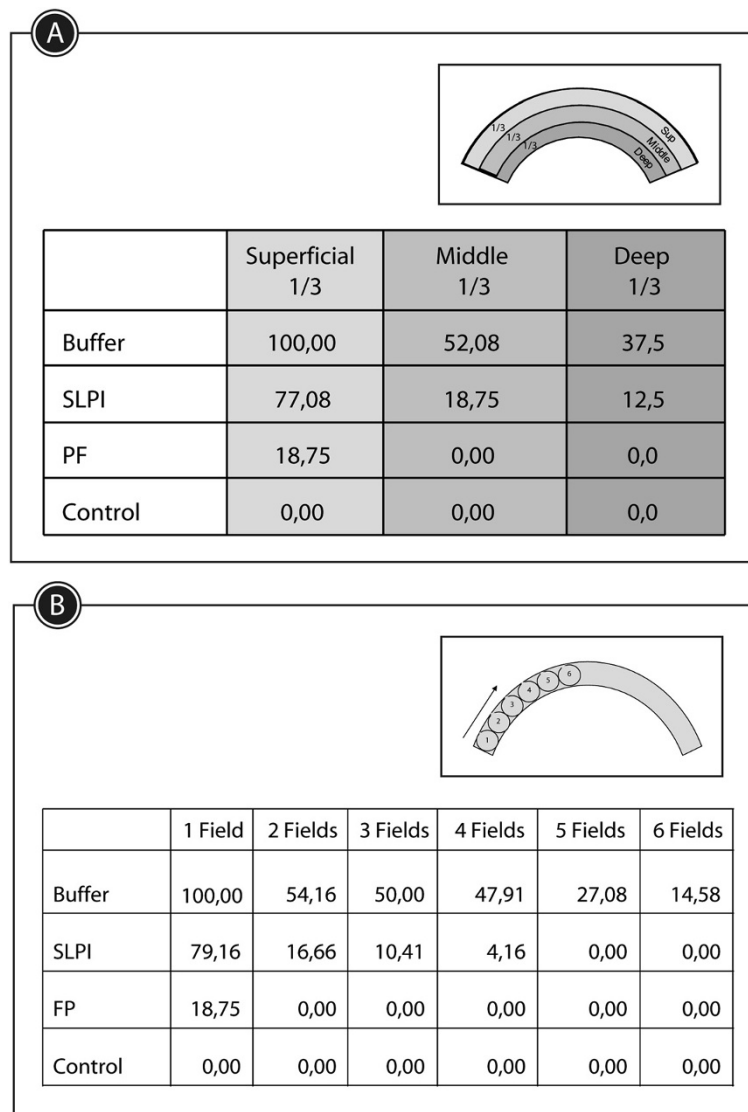 A
1/3
1/3
1/3
Sup
Middle
Deep
Superficial Middle Deep
1/3 1/3 1/3
Buffer 100,00 52,08 37,5
SLPI 77,08 18,75 12,5
PF 18,75 0,00 0,0
Control 0,00 0,00 0,0
B
1
2
3
4
5
6
1 Field 2 Fields 3 Fields 4 Fields 5 Fields 6 Fields
Buffer 100,00 54,16 50,00 47,91 27,08 14,58
SLPI 79,16 16,66 10,41 4,16 0,00 0,00
FP 18,75 0,00 0,00 0,00 0,00 0,00
Control 0,00 0,00 0,00 0,00 0,00 0,00